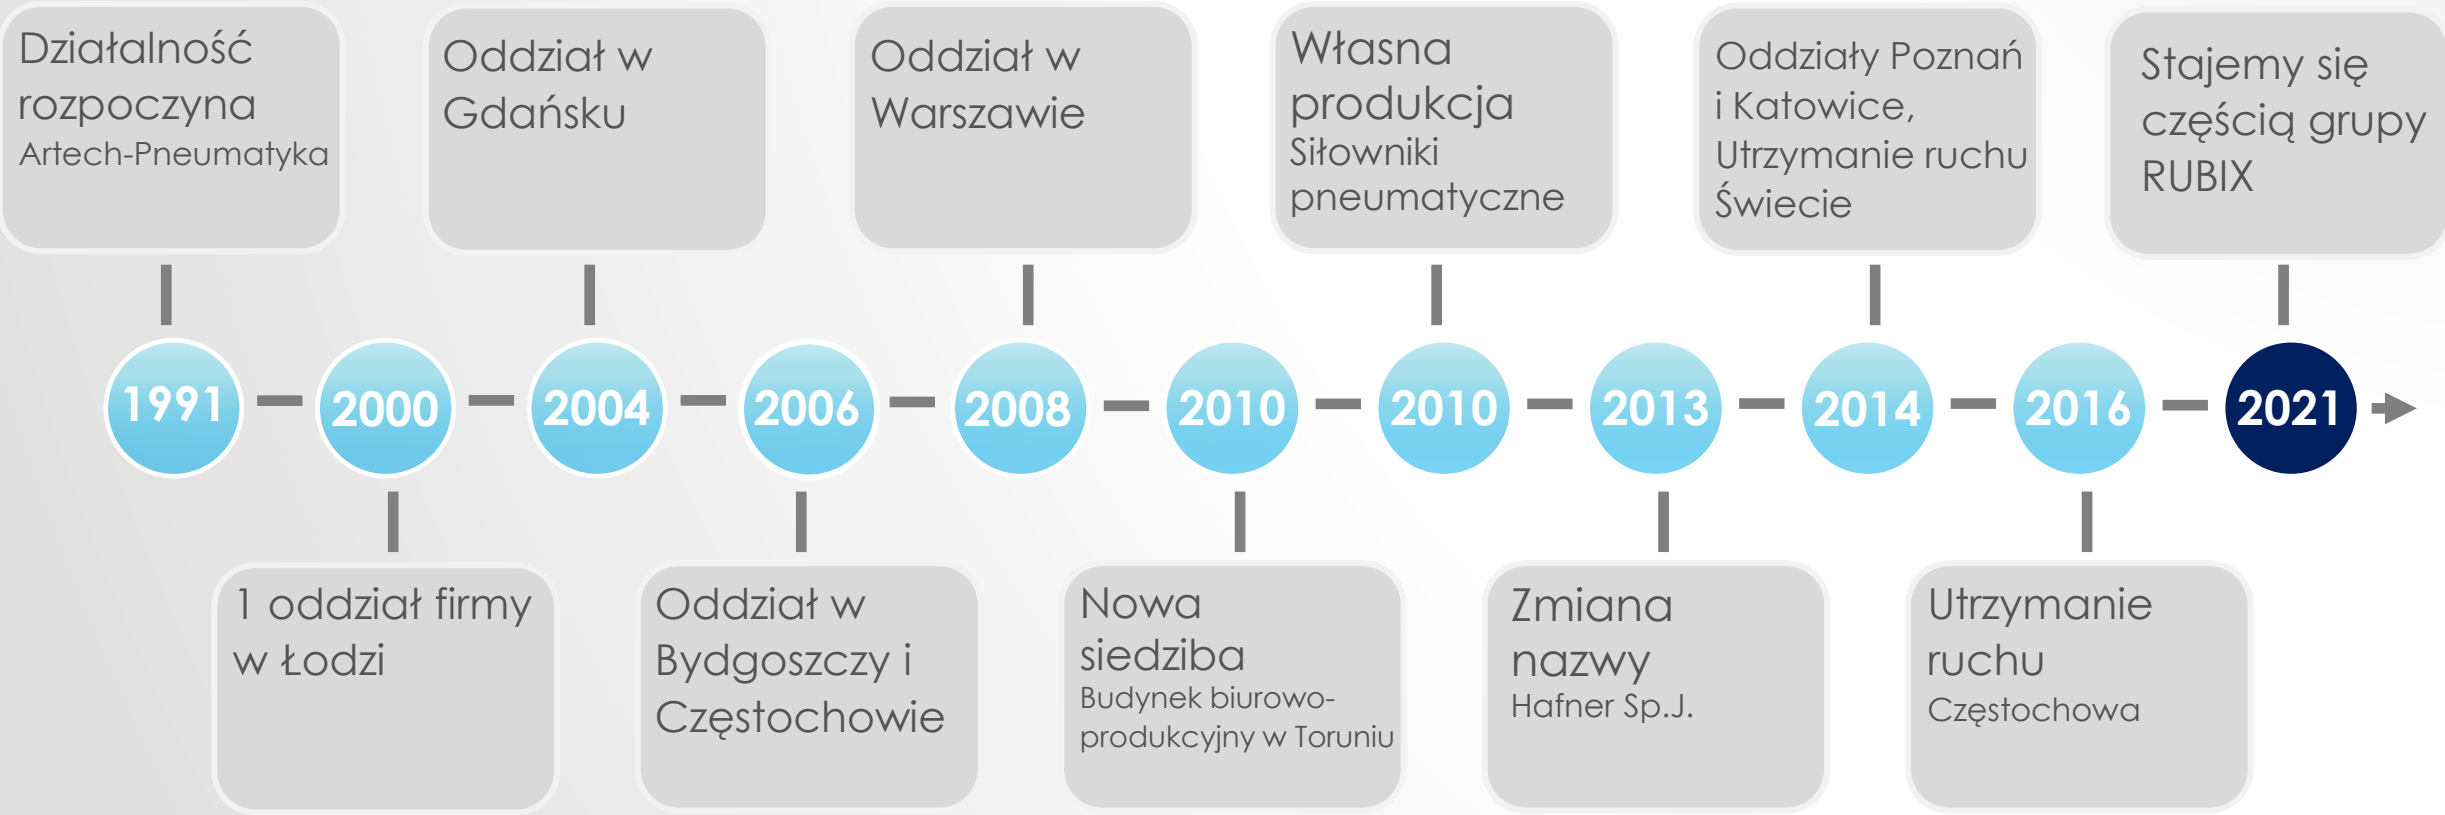 Działalność
rozpoczyna
Artech-Pneumatyka
Oddział w
Gdańsku
Oddział w
Warszawie
Własna
produkcja
Siłowniki
pneumatyczne
Oddziały Poznań
i Katowice,
Utrzymanie ruchu
Świecie
Stajemy się
częścią grupy
RUBIX
1991
2000
2004
2006
2008
2010
2010
2013
2014
2016
2021
1 oddział firmy
w Łodzi
Oddział w
Bydgoszczy i
Częstochowie
Nowa
siedziba
Budynek biurowo-
produkcyjny w Toruniu
Zmiana
nazwy
Hafner Sp.J.
Utrzymanie
ruchu
Częstochowa